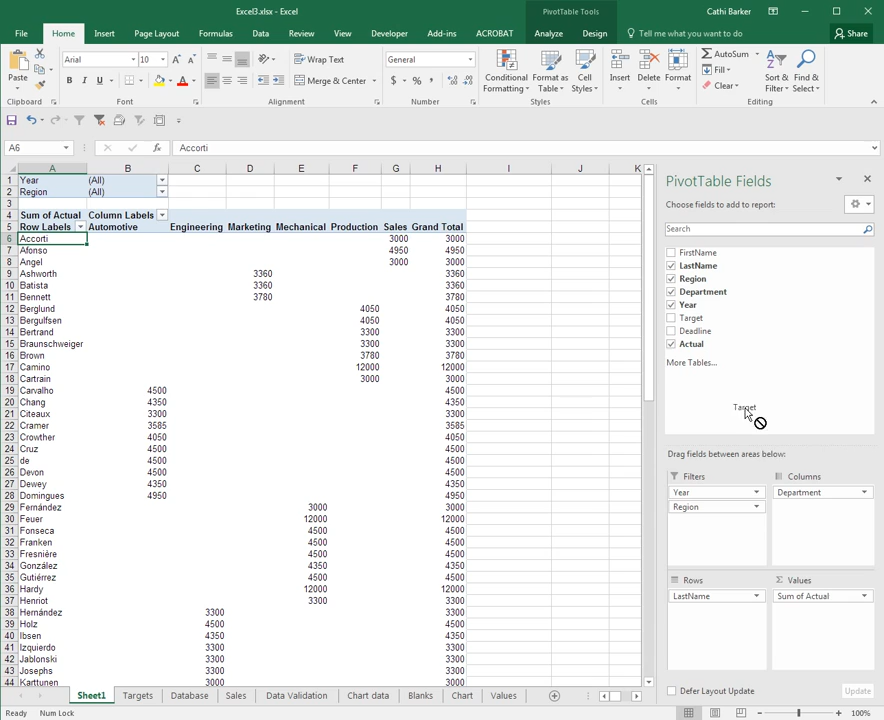 Excel3.xlsx - Excel
PivotTable Tools
Cathi Barker
File Home Insert Page Layout Formulas Data Review View Developer Add-ins ACROBAT Analyze Design Tell me what you want to do Share
Paste
Arial 10
Wrap Text
General
Conditional Formatting
Format as Table
Cell Styles
Insert Delete Format
AutoSum
Fill
Clear
Sort & Filter
Find & Select
B I U
Merge & Center
$ % ,
Clipboard Font Alignment Number Styles Cells Editing
A6 fx Accorti
A B C D E F G H I J K
1 Year (All)
2 Region (All)
3
4 Sum of Actual Column Labels
5 Row Labels Automotive Engineering Marketing Mechanical Production Sales Grand Total
6 Accorti 3000 3000
7 Afonso 4950 4950
8 Angel 3000 3000
9 Ashworth 3360 3360
10 Batista 3360 3360
11 Bennett 3780 3780
12 Berglund 4050 4050
13 Bergulfsen 4050 4050
14 Bertrand 3300 3300
15 Braunschweiger 3300 3300
16 Brown 3780 3780
17 Camino 12000 12000
18 Cartrain 3000 3000
19 Carvalho 4500 4500
20 Chang 4350 4350
21 Citeaux 3300 3300
22 Cramer 3585 3585
23 Crowther 4050 4050
24 Cruz 4500 4500
25 de 4500 4500
26 Devon 4500 4500
27 Dewey 4350 4350
28 Domingues 4950 4950
29 Fernández 3000 3000
30 Feuer 12000 12000
31 Fonseca 4500 4500
32 Franken 4500 4500
33 Fresnière 4500 4500
34 González 4350 4350
35 Gutiérrez 4500 4500
36 Hardy 12000 12000
37 Henriot 3300 3300
38 Hernández 3300 3300
39 Holz 4500 4500
40 Ibsen 4350 4350
41 Izquierdo 3300 3300
42 Jablonski 3300 3300
43 Josephs 3300 3300
44 Karttunen 3000 3000
PivotTable Fields
Choose fields to add to report:
Search
FirstName
LastName
Region
Department
Year
Target
Deadline
Actual
More Tables...
Target
Drag fields between areas below:
Filters Columns
Year Department
Region
Rows Σ Values
LastName Sum of Actual
Defer Layout Update Update
Sheet1 Targets Database Sales Data Validation Chart data Blanks Chart Values
Ready Num Lock 100%